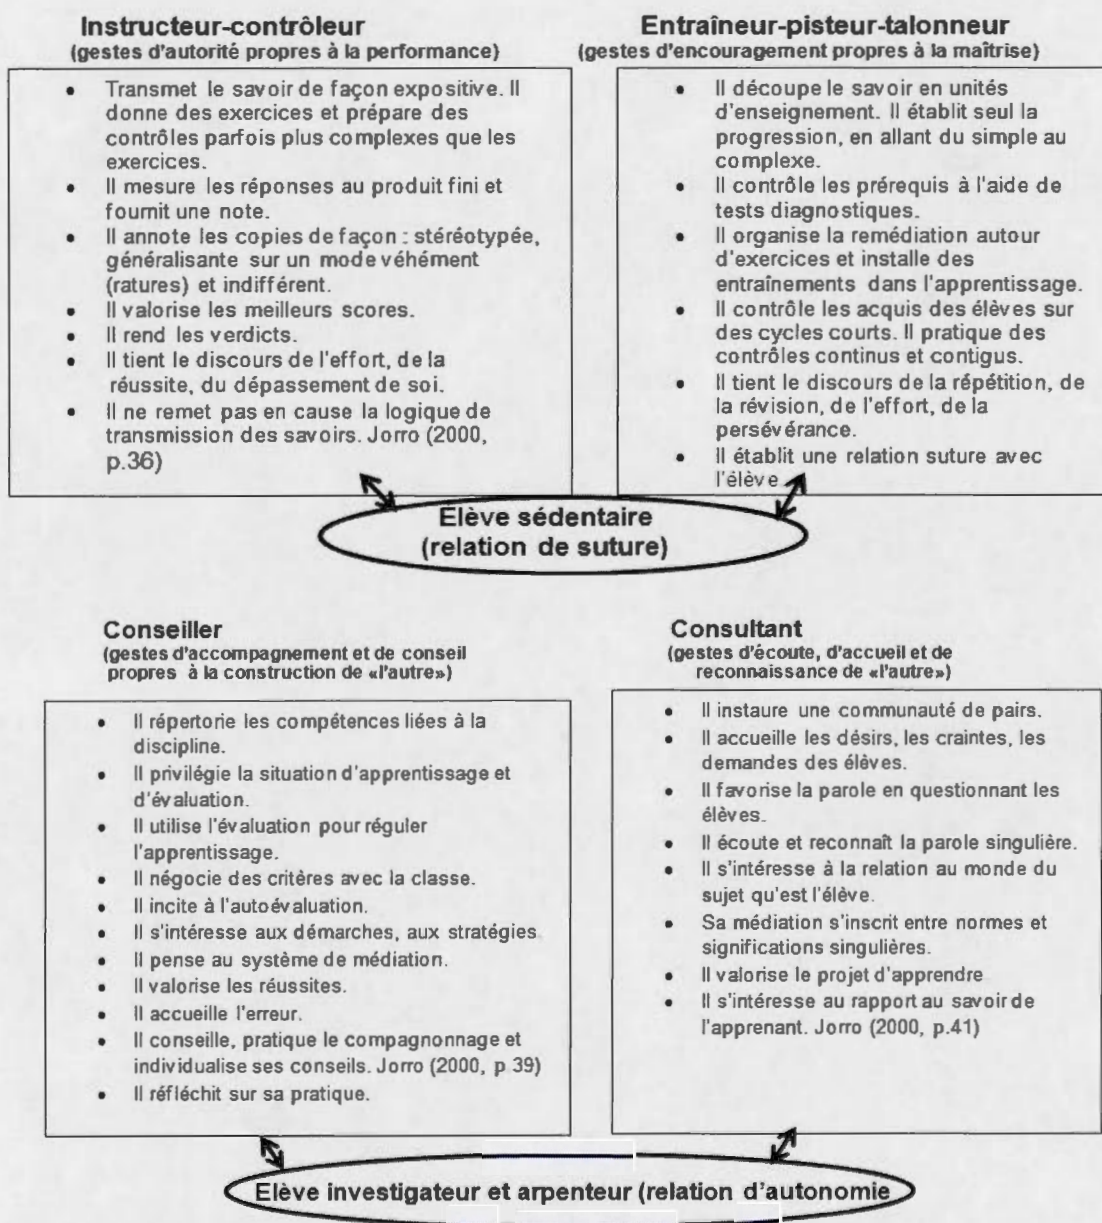 Instructeur-contrôleur
(gestes d'autorité propres à la performance)
• Transmet le savoir de façon expositive. Il
donne des exercices et prépare des
contrôles parfois plus complexes que les
exercices.
• Il mesure les réponses au produit fini et
fournit une note.
• Il annote les copies de façon : stéréotypée,
généralisante sur un mode véhément
(ratures) et indifférent.
• Il valorise les meilleurs scores.
• Il rend les verdicts.
• Il tient le discours de l'effort, de la
réussite, du dépassement de soi.
• Il ne remet pas en cause la logique de
transmission des savoirs. Jorro (2000,
p.36)
Entraîneur-pisteur-talonneur
(gestes d'encouragement propres à la maîtrise)
• Il découpe le savoir en unités
d'enseignement. Il établit seul la
progression, en allant du simple au
complexe.
• Il contrôle les prérequis à l'aide de
tests diagnostiques.
• Il organise la remédiation autour
d'exercices et installe des
entraînements dans l'apprentissage.
• Il contrôle les acquis des élèves sur
des cycles courts. Il pratique des
contrôles continus et contigus.
• Il tient le discours de la répétition, de
la révision, de l'effort, de la
persévérance.
• Il établit une relation suture avec
l'élève
Elève sédentaire
(relation de suture)
Conseiller
(gestes d'accompagnement et de conseil
propres à la construction de «l'autre»)
• Il répertorie les compétences liées à la
discipline.
• Il privilégie la situation d'apprentissage et
d'évaluation.
• Il utilise l'évaluation pour réguler
l'apprentissage.
• Il négocie des critères avec la classe.
• Il incite à l'autoévaluation.
• Il s'intéresse aux démarches, aux stratégies
• Il pense au système de médiation.
• Il valorise les réussites.
• Il accueille l'erreur.
• Il conseille, pratique le compagnonnage et
individualise ses conseils. Jorro (2000, p 39)
• Il réfléchit sur sa pratique.
Consultant
(gestes d'écoute, d'accueil et de
reconnaissance de «l'autre»)
• Il instaure une communauté de pairs.
• Il accueille les désirs, les craintes, les
demandes des élèves.
• Il favorise la parole en questionnant les
élèves.
• Il écoute et reconnaît la parole singulière.
• Il s'intéresse à la relation au monde du
sujet qu'est l'élève.
• Sa médiation s'inscrit entre normes et
significations singulières.
• Il valorise le projet d'apprendre
• Il s'intéresse au rapport au savoir de
l'apprenant. Jorro (2000, p.41)
Elève investigateur et arpenteur (relation d'autonomie